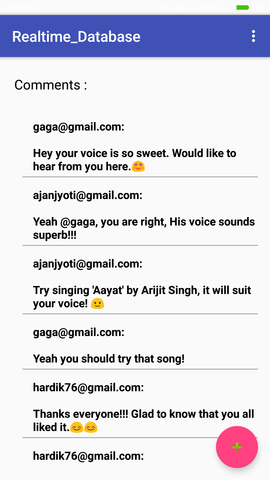 Realtime_Database
Comments :
gaga@gmail.com:
Hey your voice is so sweet. Would like to
hear from you here.😍
ajanjyoti@gmail.com:
Yeah @gaga, you are right, His voice sounds
superb!!!
ajanjyoti@gmail.com:
Try singing 'Aayat' by Arijit Singh, it will suit
your voice! 😉
gaga@gmail.com:
Yeah you should try that song!
hardik76@gmail.com:
Thanks everyone!!! Glad to know that you all
liked it.😊😊
hardik76@gmail.com: